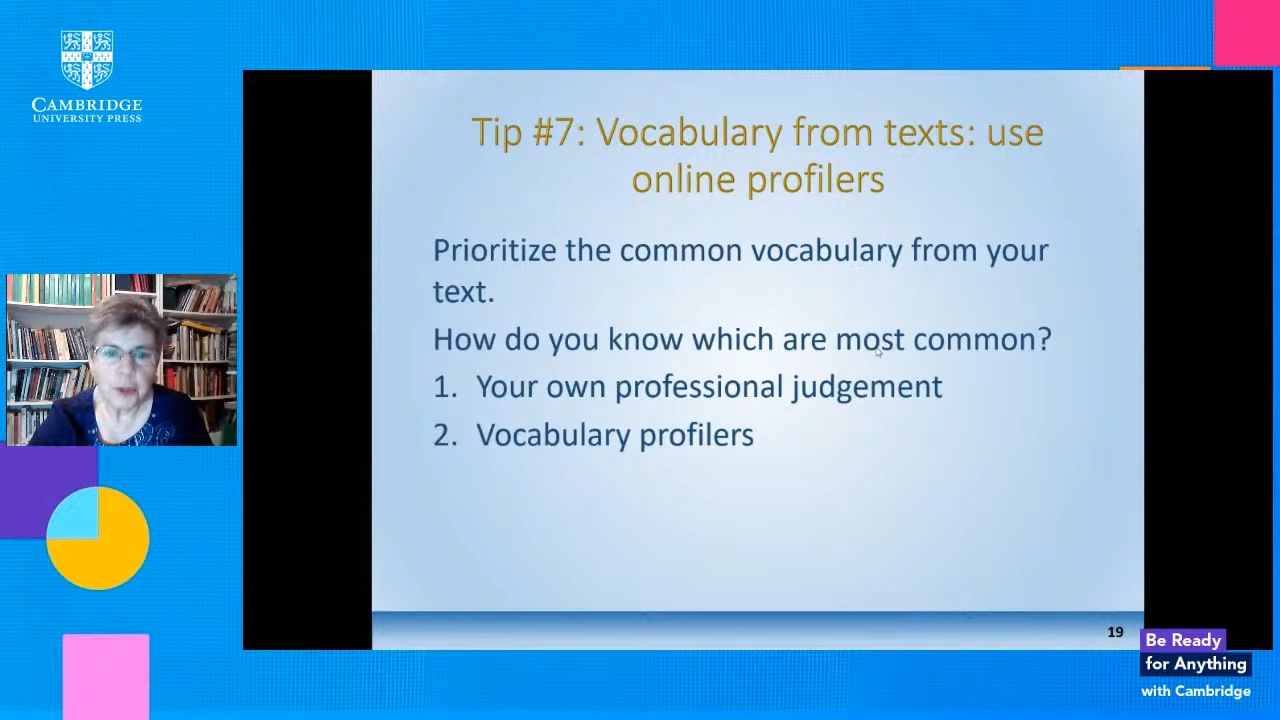 CAMBRIDGE
UNIVERSITY PRESS
Tip #7: Vocabulary from texts: use
online profilers
Prioritize the common vocabulary from your
text.
How do you know which are most common?
1. Your own professional judgement
2. Vocabulary profilers
19
Be Ready
for Anything
with Cambridge